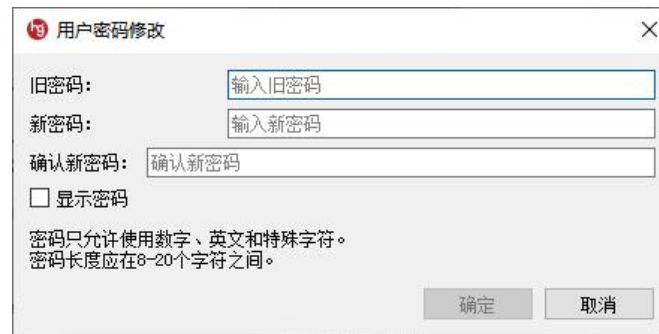 hg 用户密码修改
旧密码: 输入旧密码
新密码: 输入新密码
确认新密码: 确认新密码
显示密码
密码只允许使用数字、英文和特殊字符。
密码长度应在8-20个字符之间。
确定 取消